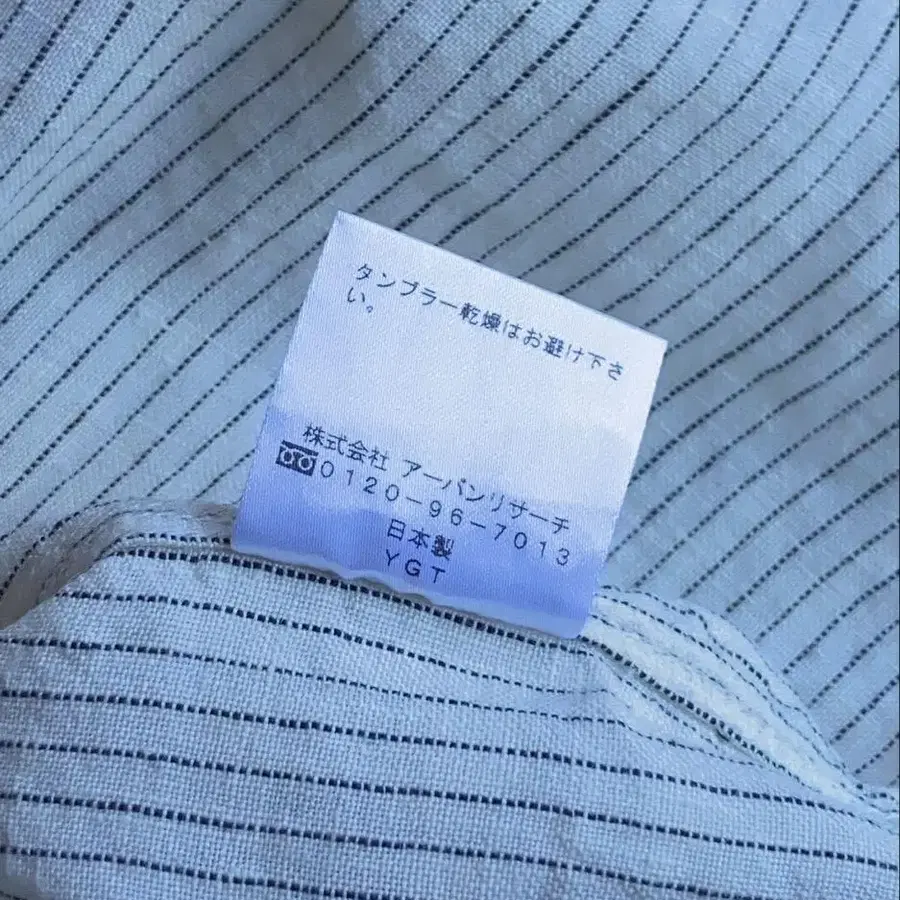 タンブラー乾燥はお避け下さ
い。
株式会社 アーバンリサーチ
0120-96-7013
日本製
YGT